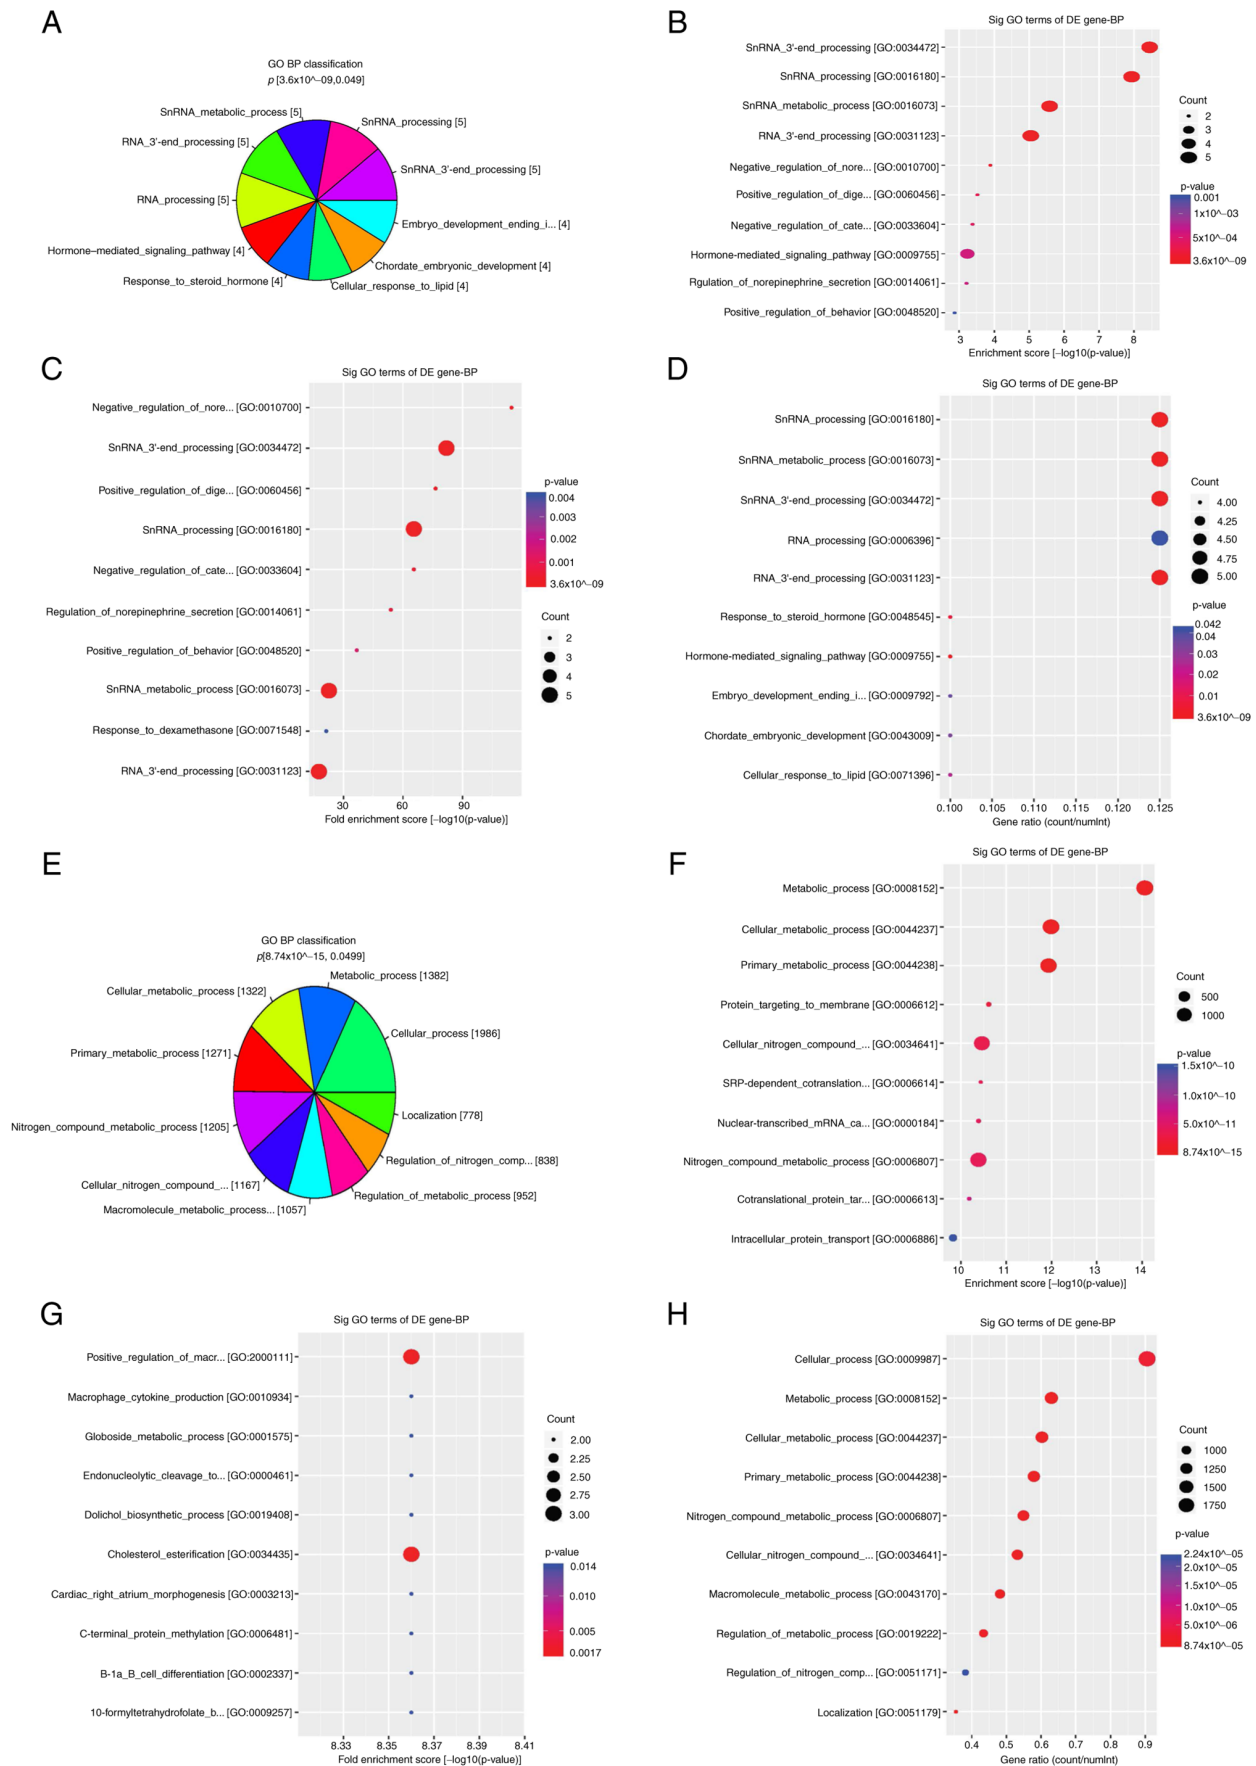 A
GO BP classification
p [3.6x10^−09,0.049]
SnRNA_metabolic_process [5]
SnRNA_processing [5]
RNA_3'-end_processing [5]
SnRNA_3'-end_processing [5]
RNA_processing [5]
Embryo_development_ending_i... [4]
Hormone−mediated_signaling_pathway [4]
Chordate_embryonic_development [4]
Response_to_steroid_hormone [4]
Cellular_response_to_lipid [4]
B
Sig GO terms of DE gene-BP
SnRNA_3'-end_processing [GO:0034472]
SnRNA_processing [GO:0016180]
SnRNA_metabolic_process [GO:0016073]
RNA_3'-end_processing [GO:0031123]
Negative_regulation_of_nore... [GO:0010700]
Positive_regulation_of_dige... [GO:0060456]
Negative_regulation_of_cate... [GO:0033604]
Hormone-mediated_signaling_pathway [GO:0009755]
Rgulation_of_norepinephrine_secretion [GO:0014061]
Positive_regulation_of_behavior [GO:0048520]
3 4 5 6 7 8
Enrichment score [−log10(p-value)]
Count
2
3
4
5
p-value
0.001
1x10^−03
5x10^−04
3.6x10^−09
C
Sig GO terms of DE gene-BP
Negative_regulation_of_nore... [GO:0010700]
SnRNA_3'-end_processing [GO:0034472]
Positive_regulation_of_dige... [GO:0060456]
SnRNA_processing [GO:0016180]
Negative_regulation_of_cate... [GO:0033604]
Regulation_of_norepinephrine_secretion [GO:0014061]
Positive_regulation_of_behavior [GO:0048520]
SnRNA_metabolic_process [GO:0016073]
Response_to_dexamethasone [GO:0071548]
RNA_3'-end_processing [GO:0031123]
30 60 90
Fold enrichment score [−log10(p-value)]
p-value
0.004
0.003
0.002
0.001
3.6x10^−09
Count
2
3
4
5
D
Sig GO terms of DE gene-BP
SnRNA_processing [GO:0016180]
SnRNA_metabolic_process [GO:0016073]
SnRNA_3'-end_processing [GO:0034472]
RNA_processing [GO:0006396]
RNA_3'-end_processing [GO:0031123]
Response_to_steroid_hormone [GO:0048545]
Hormone-mediated_signaling_pathway [GO:0009755]
Embryo_development_ending_i... [GO:0009792]
Chordate_embryonic_development [GO:0043009]
Cellular_response_to_lipid [GO:0071396]
0.100 0.105 0.110 0.115 0.120 0.125
Gene ratio (count/numInt)
Count
4.00
4.25
4.50
4.75
5.00
p-value
0.042
0.04
0.03
0.02
0.01
3.6x10^−09
E
GO BP classification
p[8.74x10^−15, 0.0499]
Metabolic_process [1382]
Cellular_metabolic_process [1322]
Cellular_process [1986]
Primary_metabolic_process [1271]
Localization [778]
Nitrogen_compound_metabolic_process [1205]
Regulation_of_nitrogen_comp... [838]
Cellular_nitrogen_compound_... [1167]
Regulation_of_metabolic_process [952]
Macromolecule_metabolic_process... [1057]
F
Sig GO terms of DE gene-BP
Metabolic_process [GO:0008152]
Cellular_metabolic_process [GO:0044237]
Primary_metabolic_process [GO:0044238]
Protein_targeting_to_membrane [GO:0006612]
Cellular_nitrogen_compound_... [GO:0034641]
SRP-dependent_cotranslation... [GO:0006614]
Nuclear-transcribed_mRNA_ca... [GO:0000184]
Nitrogen_compound_metabolic_process [GO:0006807]
Cotranslational_protein_tar... [GO:0006613]
Intracellular_protein_transport [GO:0006886]
10 11 12 13 14
Enrichment score [−log10(p-value)]
Count
500
1000
p-value
1.5x10^−10
1.0x10^−10
5.0x10^−11
8.74x10^−15
G
Sig GO terms of DE gene-BP
Positive_regulation_of_macr... [GO:2000111]
Macrophage_cytokine_production [GO:0010934]
Globoside_metabolic_process [GO:0001575]
Endonucleolytic_cleavage_to... [GO:0000461]
Dolichol_biosynthetic_process [GO:0019408]
Cholesterol_esterification [GO:0034435]
Cardiac_right_atrium_morphogenesis [GO:0003213]
C-terminal_protein_methylation [GO:0006481]
B-1a_B_cell_differentiation [GO:0002337]
10-formyltetrahydrofolate_b... [GO:0009257]
8.33 8.35 8.37 8.39 8.41
Fold enrichment score [−log10(p-value)]
Count
2.00
2.25
2.50
2.75
3.00
p-value
0.014
0.010
0.005
0.0017
H
Sig GO terms of DE gene-BP
Cellular_process [GO:0009987]
Metabolic_process [GO:0008152]
Cellular_metabolic_process [GO:0044237]
Primary_metabolic_process [GO:0044238]
Nitrogen_compound_metabolic_process [GO:0006807]
Cellular_nitrogen_compound_... [GO:0034641]
Macromolecule_metabolic_process [GO:0043170]
Regulation_of_metabolic_process [GO:0019222]
Regulation_of_nitrogen_comp... [GO:0051171]
Localization [GO:0051179]
0.4 0.5 0.6 0.7 0.8 0.9
Gene ratio (count/numInt)
Count
1000
1250
1500
1750
p-value
2.24x10^−05
2.0x10^−05
1.5x10^−05
1.0x10^−05
5.0x10^−06
8.74x10^−05